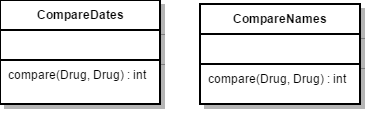 CompareDates
compare(Drug, Drug) : int
CompareNames
compare(Drug, Drug) : int